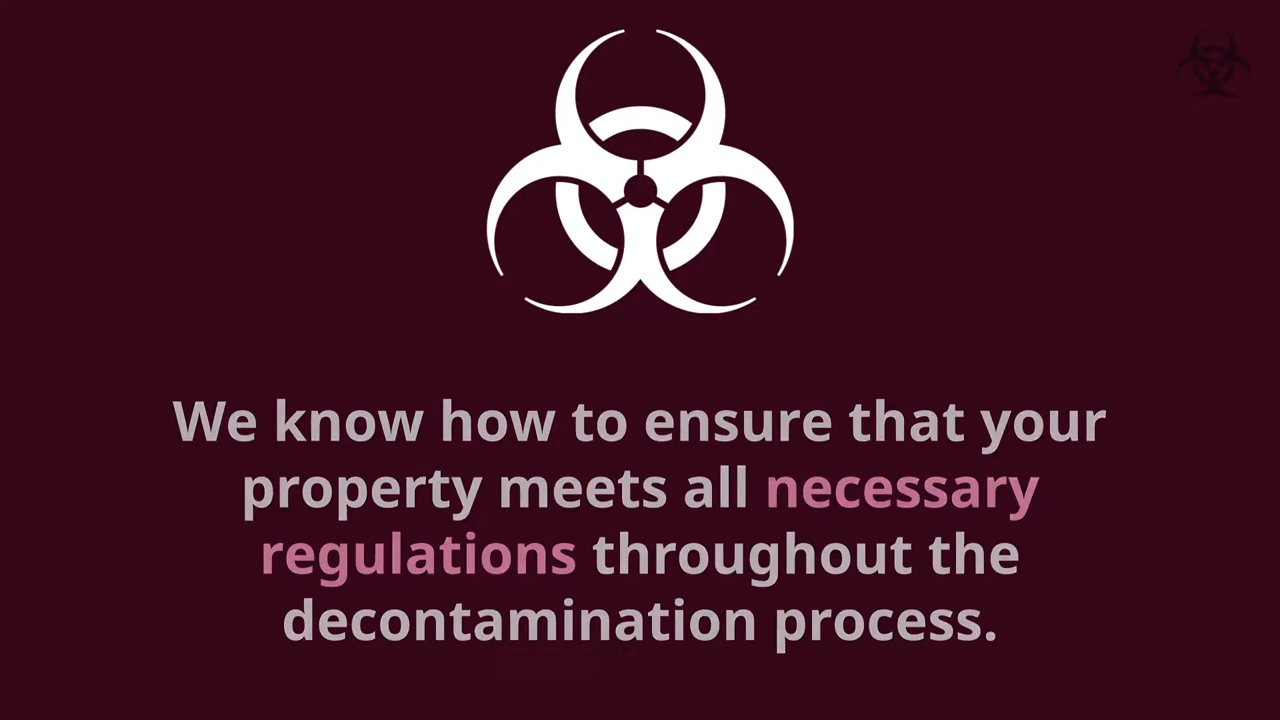 We know how to ensure that your
property meets all necessary
regulations throughout the
decontamination process.